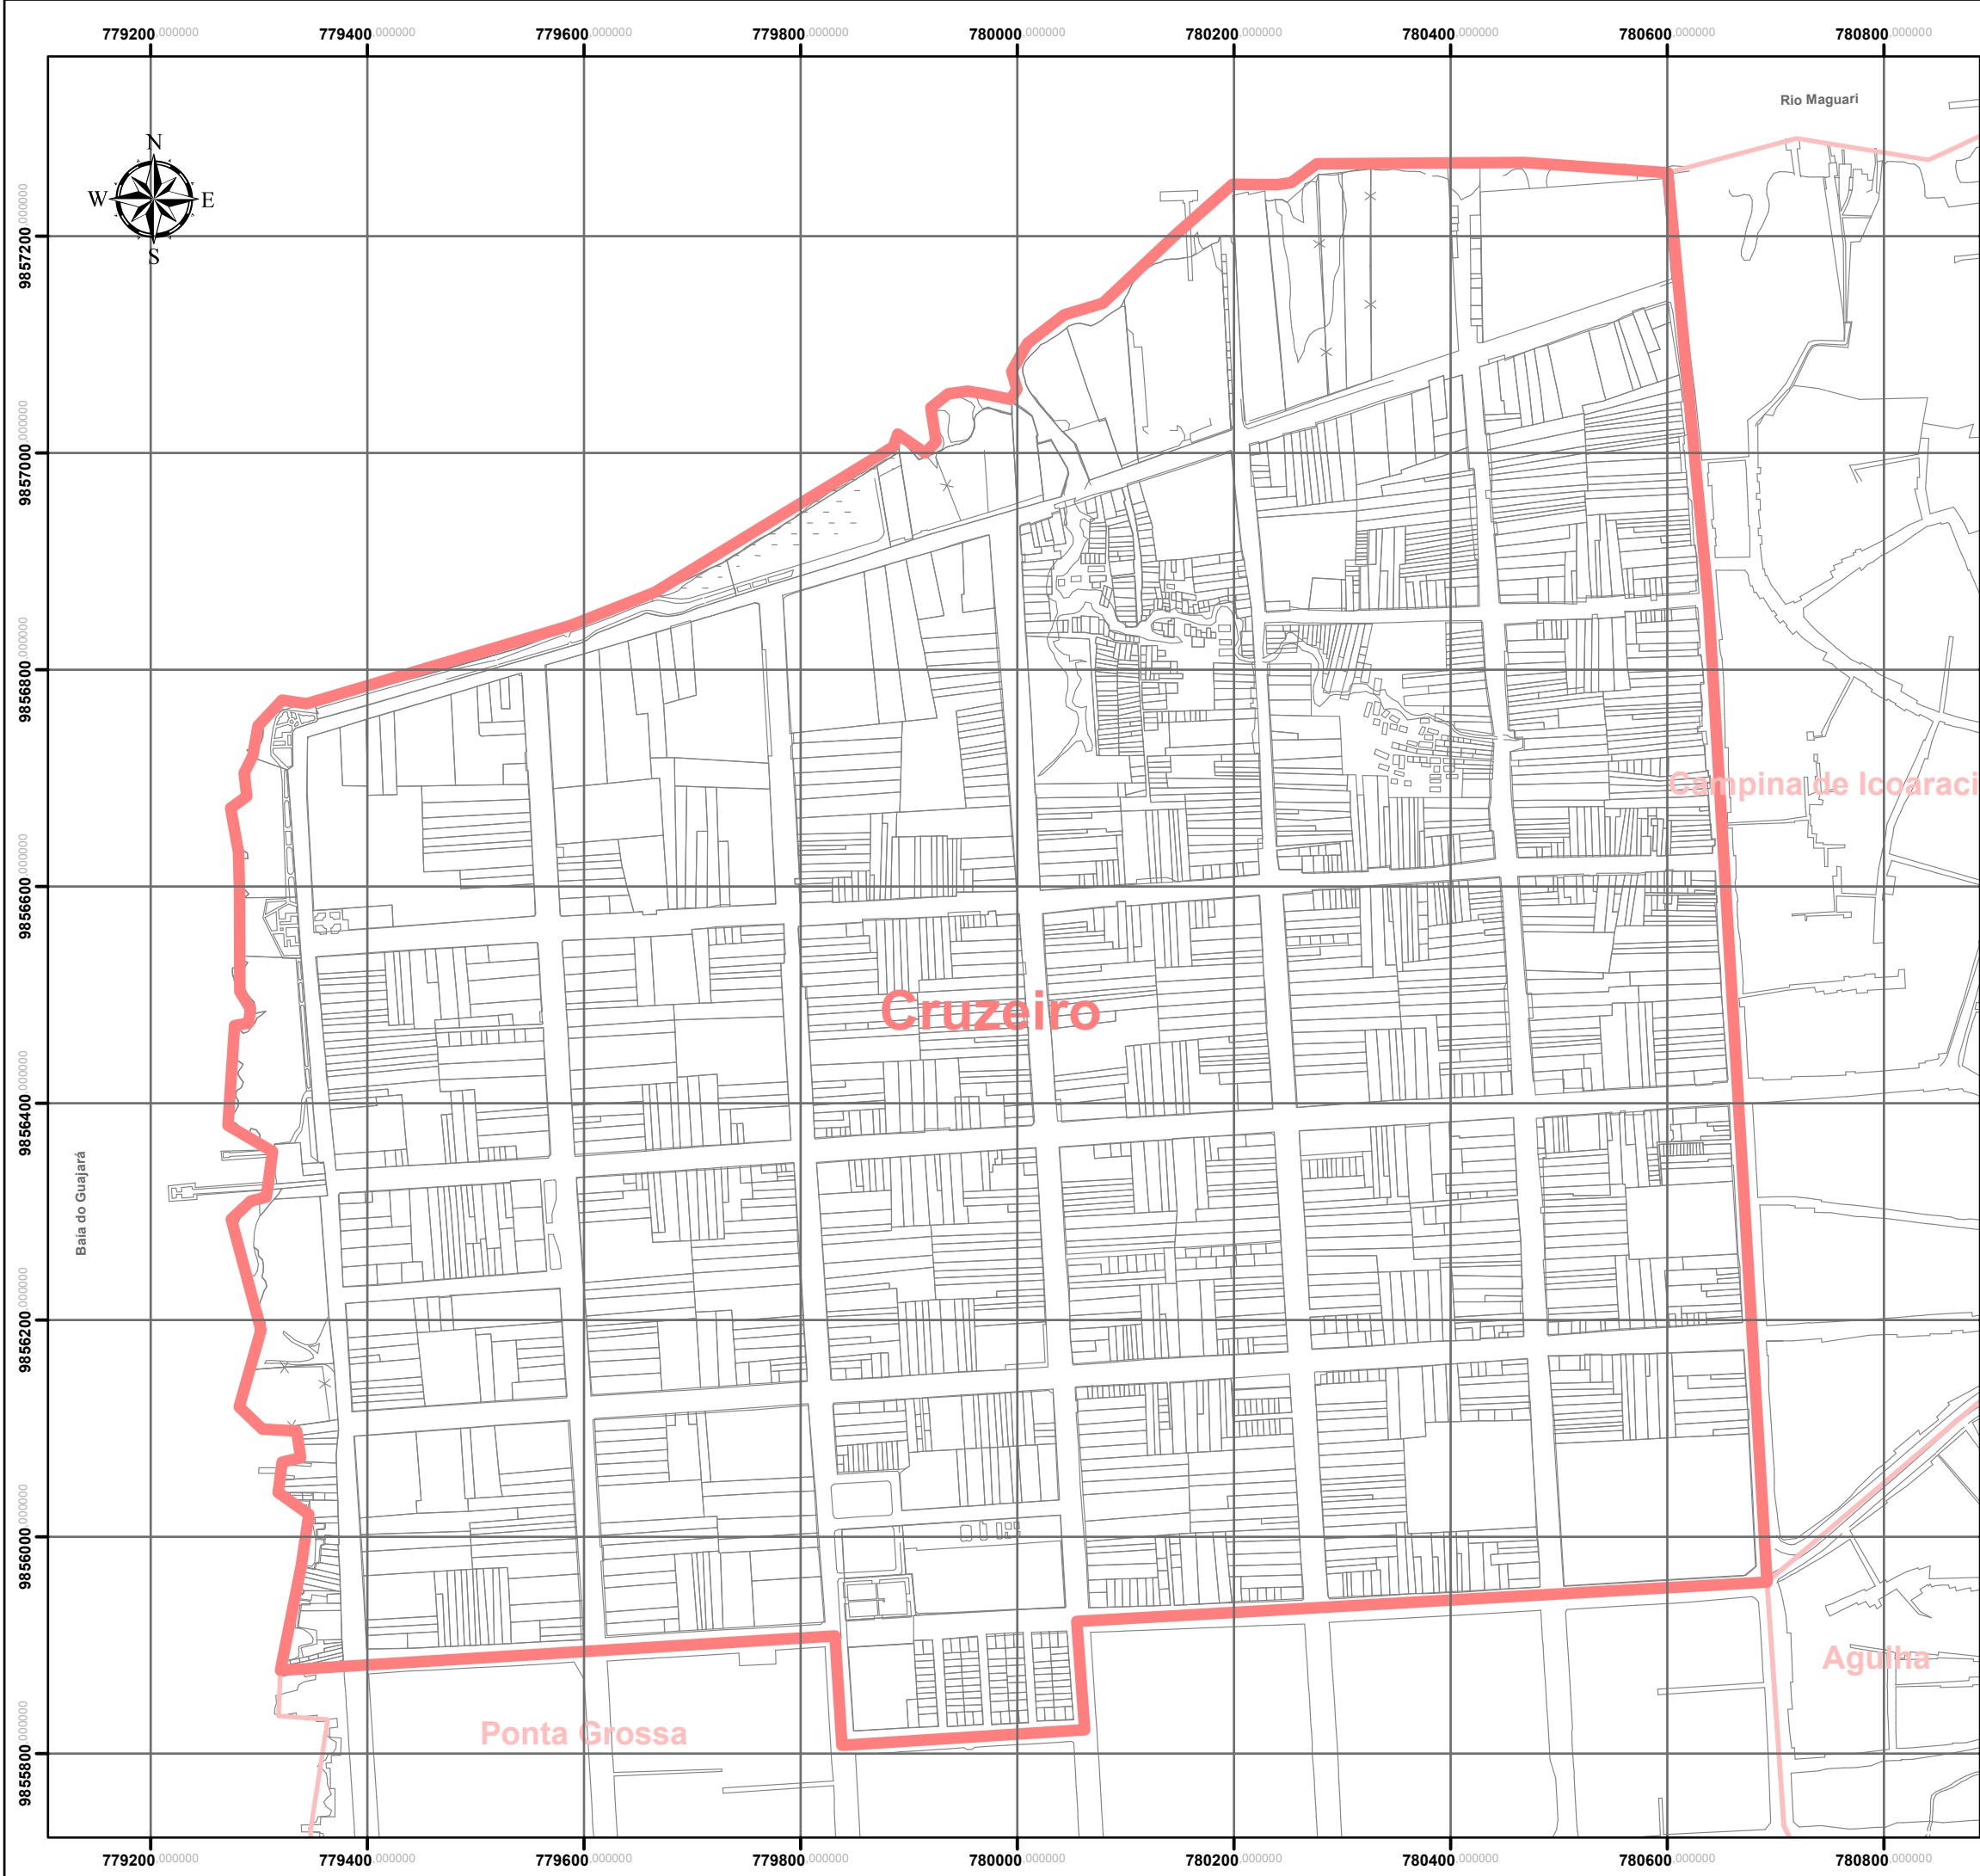 779200.000000 779400.000000 779600.000000 779800.000000 780000.000000 780200.000000 780400.000000 780600.000000 780800.000000
Rio Maguari
N
W E
S
9857200.000000
9857000.000000
9856800.000000
Campina de Icoaraci
9856600.000000
Cruzeiro
9856400.000000
Baía do Guajará
9856200.000000
9856000.000000
Agulha
Ponta Grossa
9855800.000000
779200.000000 779400.000000 779600.000000 779800.000000 780000.000000 780200.000000 780400.000000 780600.000000 780800.000000